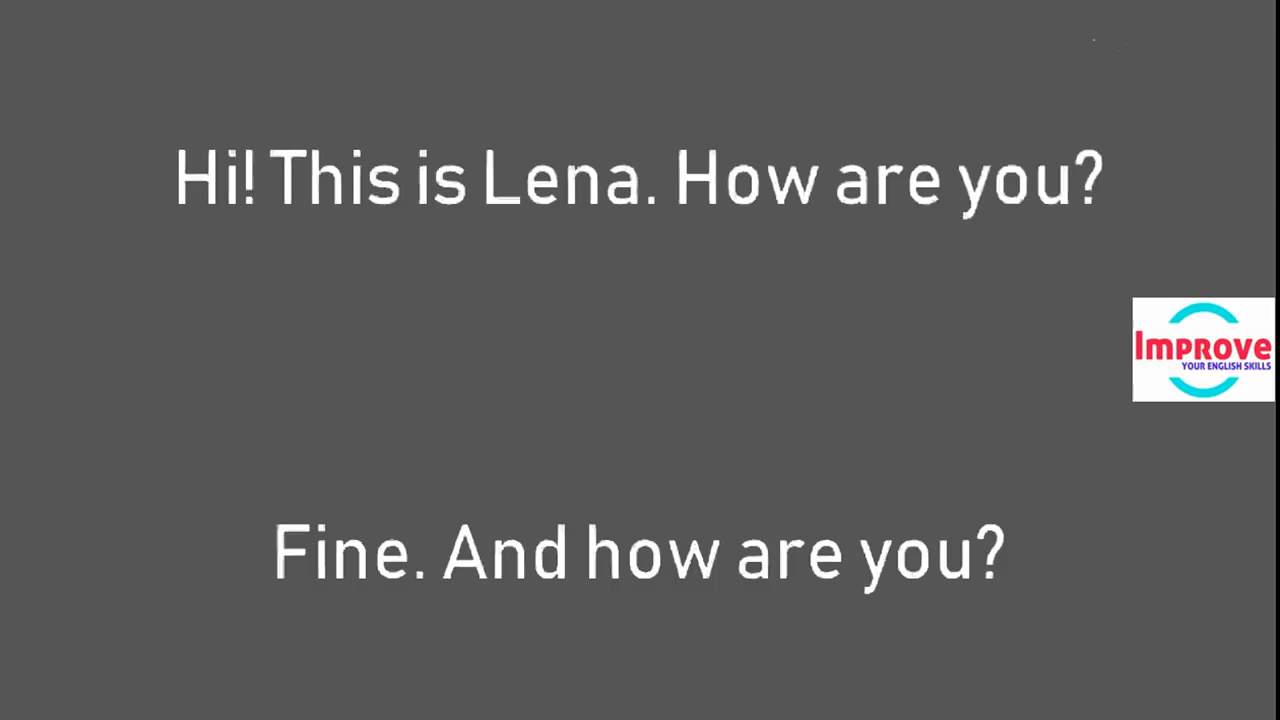 Hi! This is Lena. How are you?
IMPROVE
YOUR ENGLISH SKILLS
Fine. And how are you?